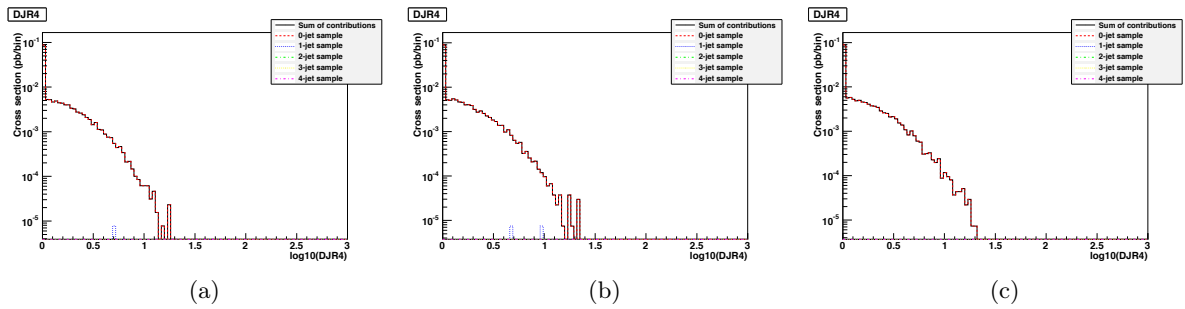 DJR4
Sum of contributions
0-jet sample
1-jet sample
2-jet sample
3-jet sample
4-jet sample
Cross section (pb/bin)
10⁻¹
10⁻²
10⁻³
10⁻⁴
10⁻⁵
0 0.5 1 1.5 2 2.5 3
log10(DJR4)
(a)
DJR4
Sum of contributions
0-jet sample
1-jet sample
2-jet sample
3-jet sample
4-jet sample
Cross section (pb/bin)
10⁻¹
10⁻²
10⁻³
10⁻⁴
10⁻⁵
0 0.5 1 1.5 2 2.5 3
log10(DJR4)
(b)
DJR4
Sum of contributions
0-jet sample
1-jet sample
2-jet sample
3-jet sample
4-jet sample
Cross section (pb/bin)
10⁻¹
10⁻²
10⁻³
10⁻⁴
10⁻⁵
0 0.5 1 1.5 2 2.5 3
log10(DJR4)
(c)